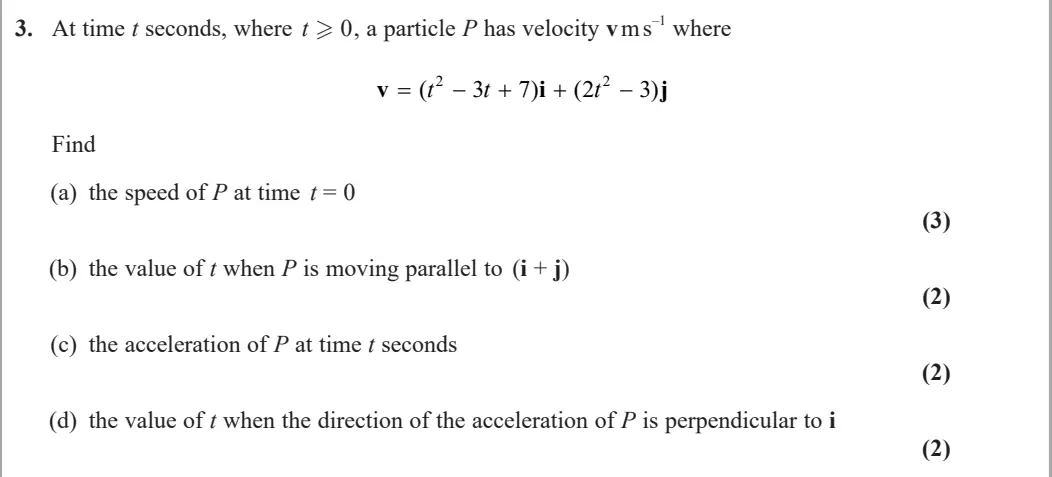 3. At time t seconds, where t ⩾ 0, a particle P has velocity v m s⁻¹ where
v = (t² − 3t + 7)i + (2t² − 3)j
Find
(a) the speed of P at time t = 0
(3)
(b) the value of t when P is moving parallel to (i + j)
(2)
(c) the acceleration of P at time t seconds
(2)
(d) the value of t when the direction of the acceleration of P is perpendicular to i
(2)